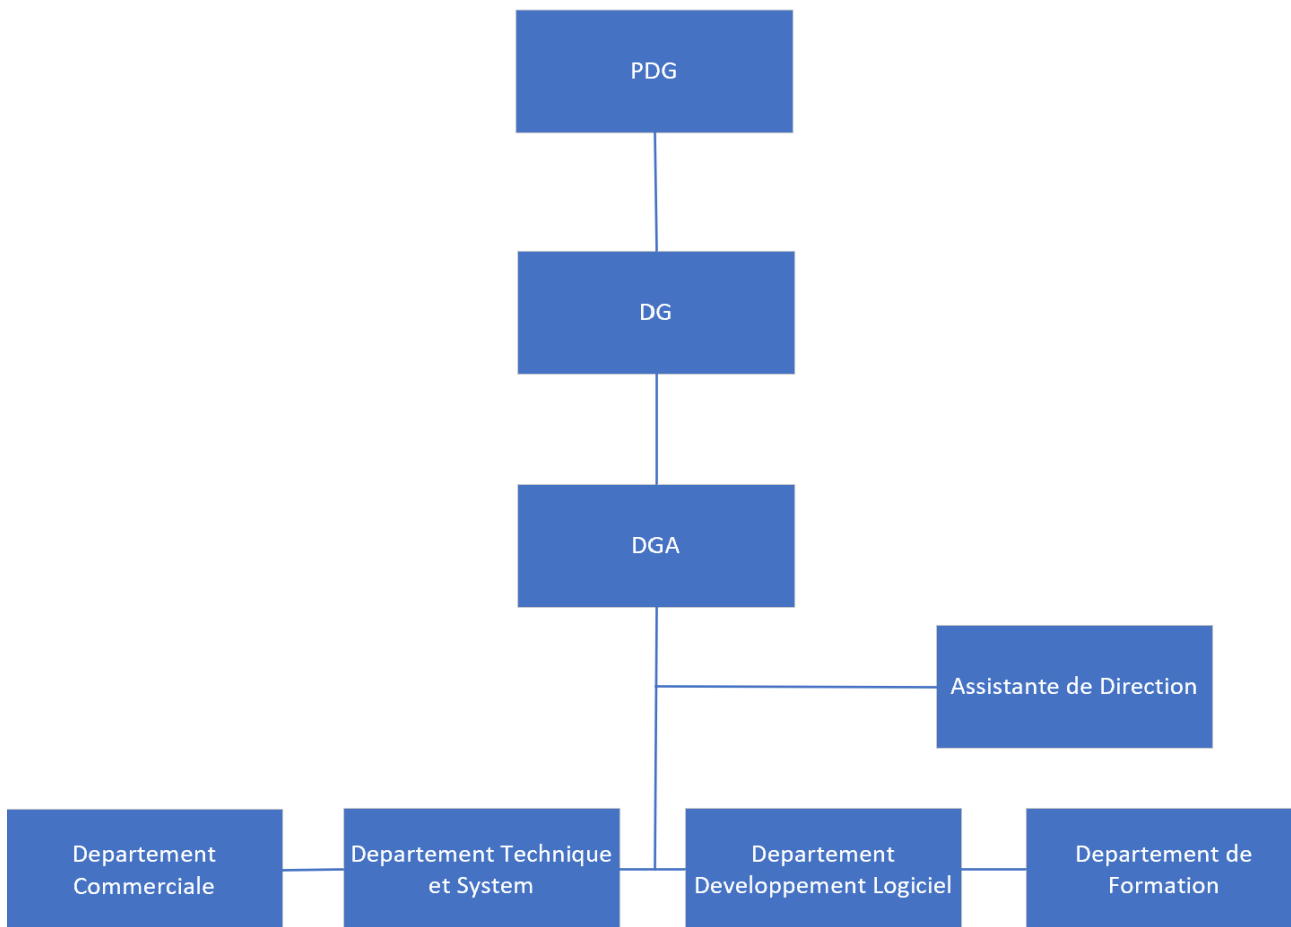 PDG
DG
DGA
Assistante de Direction
Departement
Commerciale
Departement Technique
et System
Departement
Developpement Logiciel
Departement de
Formation